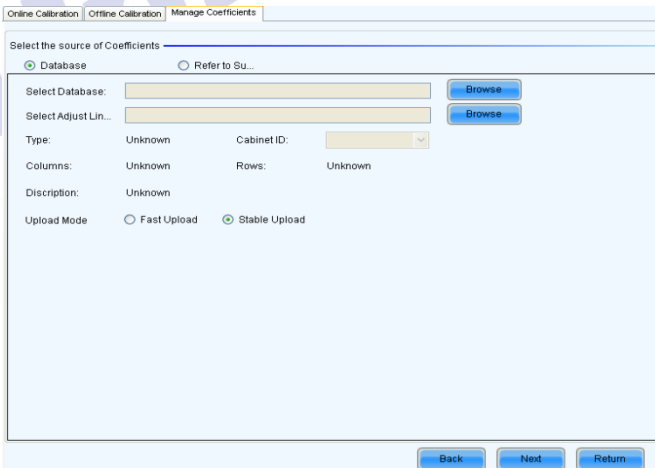 Online Calibration Offline Calibration Manage Coefficients
Select the source of Coefficients
Database Refer to Su...
Select Database: Browse
Select Adjust Lin... Browse
Type: Unknown Cabinet ID:
Columns: Unknown Rows: Unknown
Discription: Unknown
Upload Mode Fast Upload Stable Upload
Back Next Return